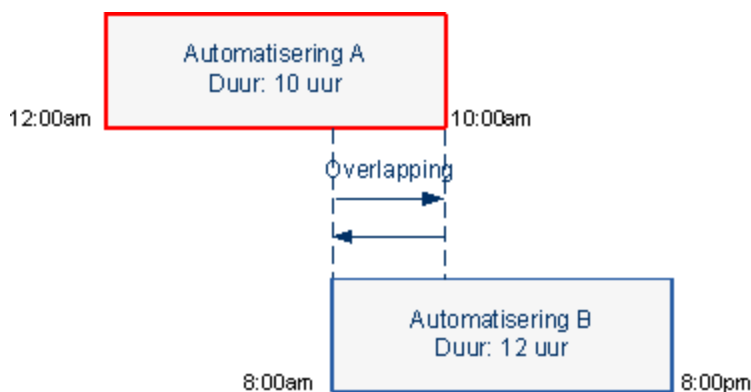 Automatisering A
Duur: 10 uur
12:00am
10:00am
Overlapping
Automatisering B
Duur: 12 uur
8:00am
8:00pm